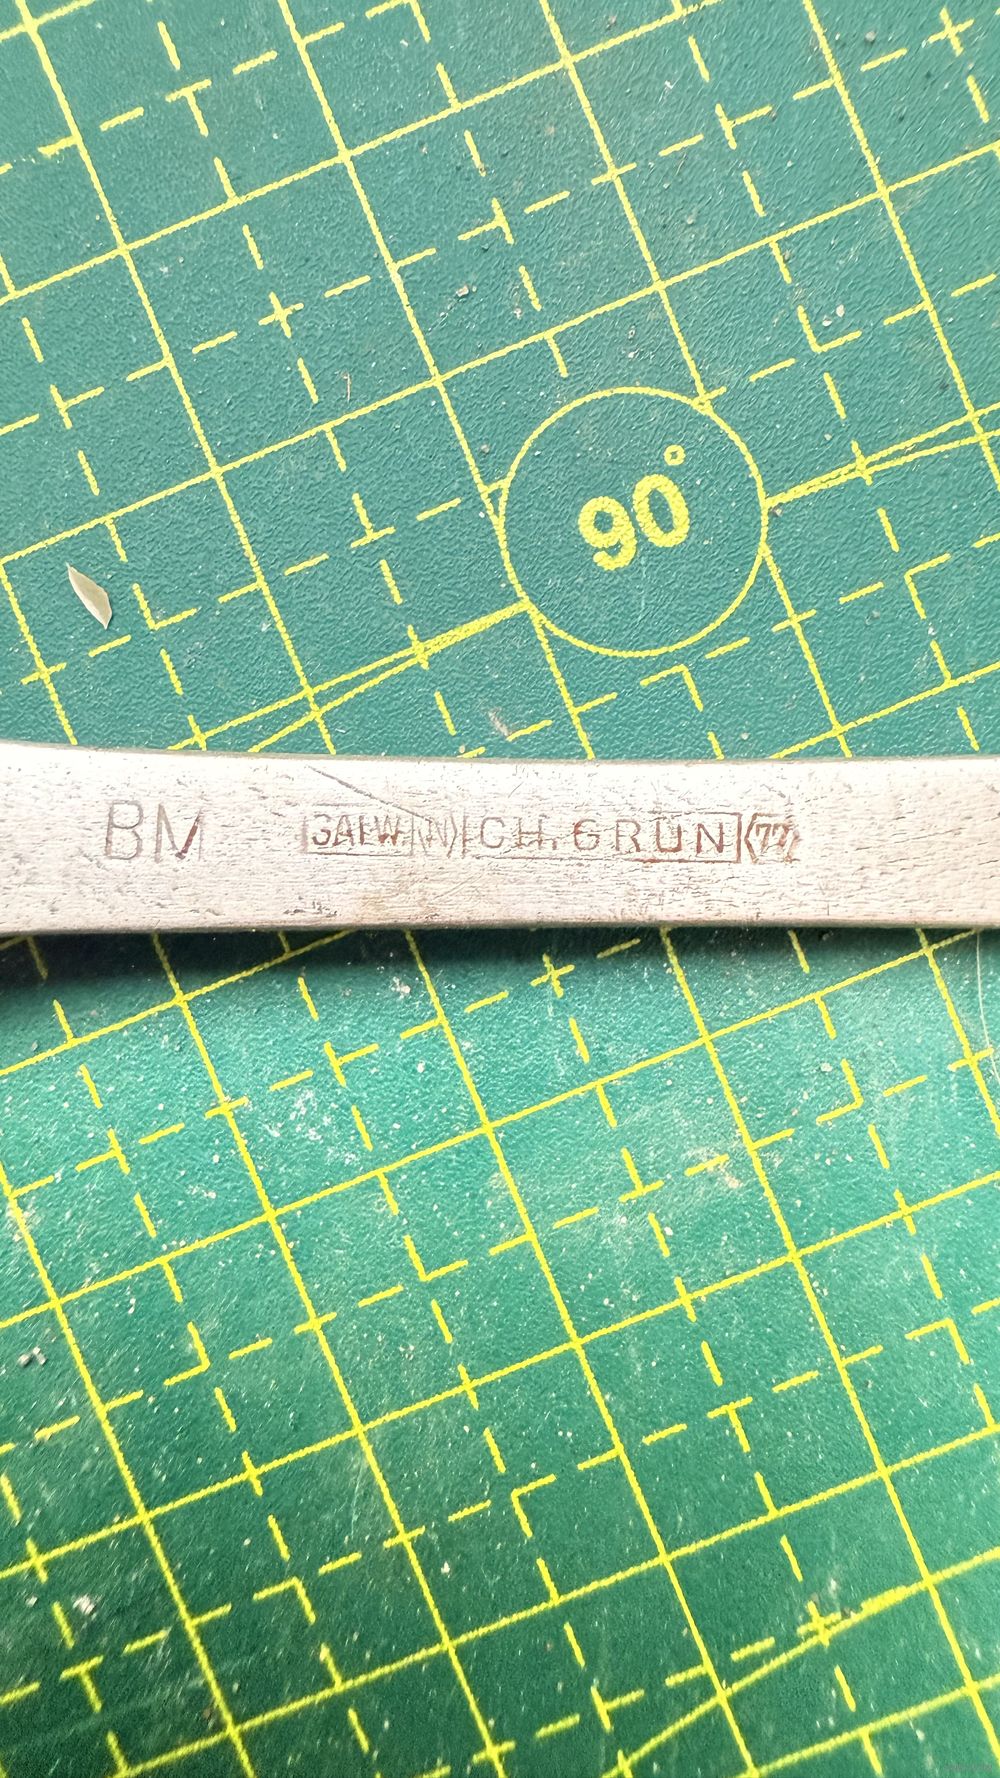 90°
BM GALW. N CH. GRUN 77